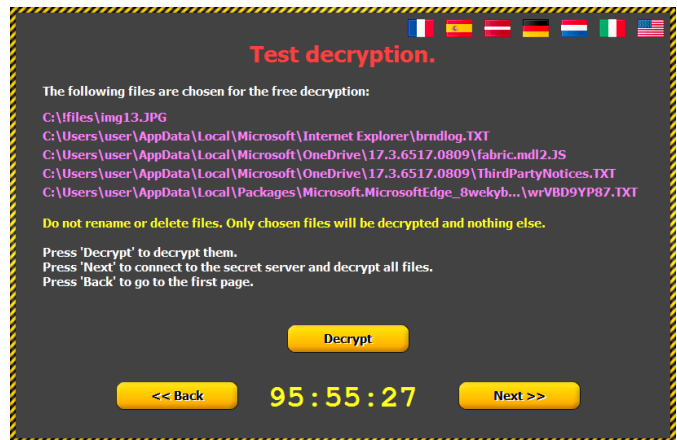 Test decryption.
The following files are chosen for the free decryption:
C:\!files\img13.JPG
C:\Users\user\AppData\Local\Microsoft\Internet Explorer\brndlog.TXT
C:\Users\user\AppData\Local\Microsoft\OneDrive\17.3.6517.0809\fabric.mdl2.JS
C:\Users\user\AppData\Local\Microsoft\OneDrive\17.3.6517.0809\ThirdPartyNotices.TXT
C:\Users\user\AppData\Local\Packages\Microsoft.MicrosoftEdge_8wekyb...\wrVBD9YP87.TXT
Do not rename or delete files. Only chosen files will be decrypted and nothing else.
Press 'Decrypt' to decrypt them.
Press 'Next' to connect to the secret server and decrypt all files.
Press 'Back' to go to the first page.
Decrypt
<< Back 95:55:27 Next >>